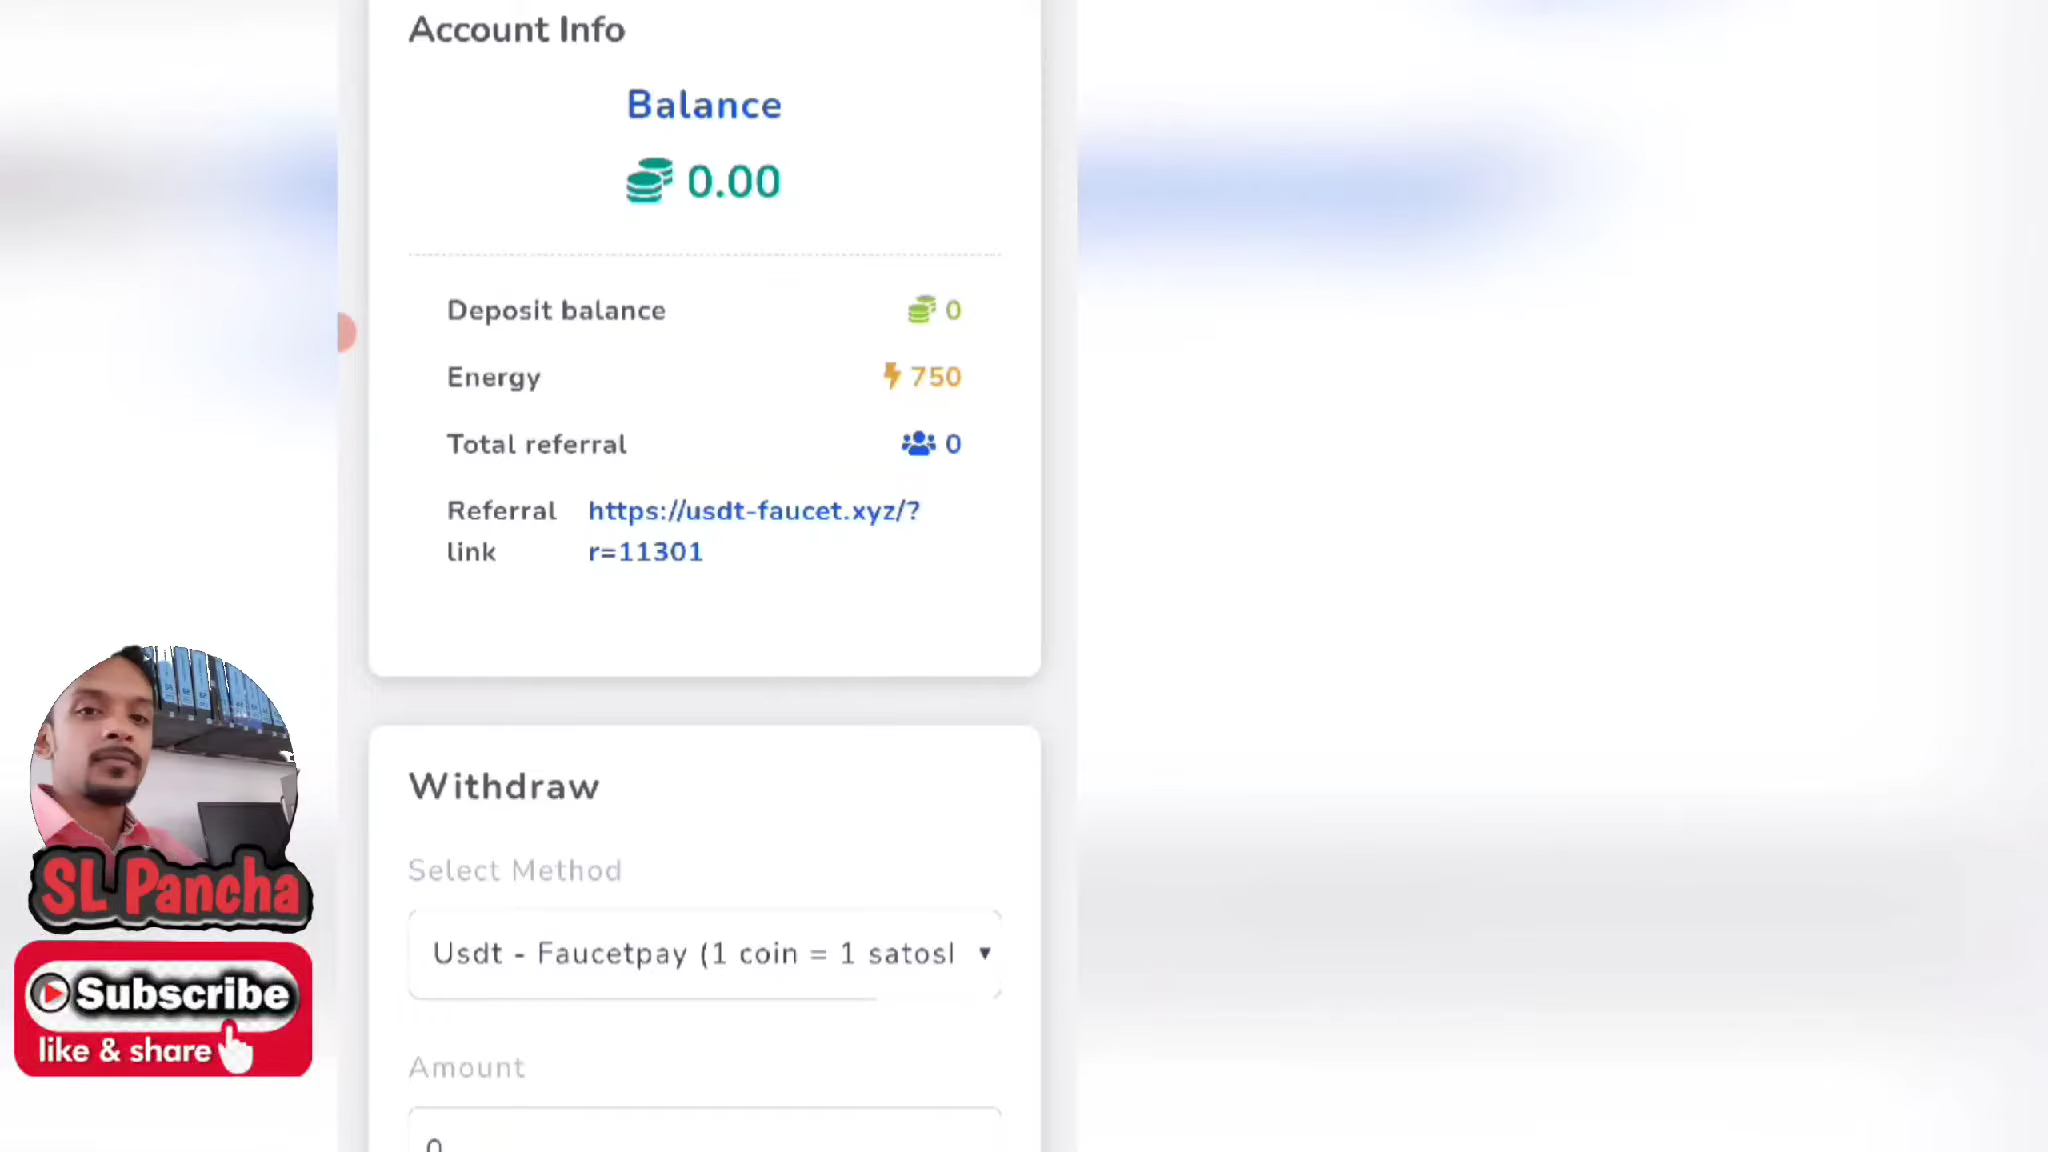 Account Info
Balance
0.00
Deposit balance 0
Energy 750
Total referral 0
Referral link https://usdt-faucet.xyz/?
r=11301
Withdraw
Select Method
Usdt - Faucetpay (1 coin = 1 satosl
Amount
0
SL Pancha
Subscribe
like & share